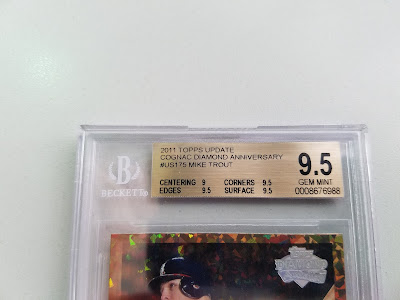 2011 TOPPS UPDATE
COGNAC DIAMOND ANNIVERSARY
#US175 MIKE TROUT
CENTERING 9 CORNERS 9.5
EDGES 9.5 SURFACE 9.5
9.5
GEM MINT
0008676988
B
BECKETT